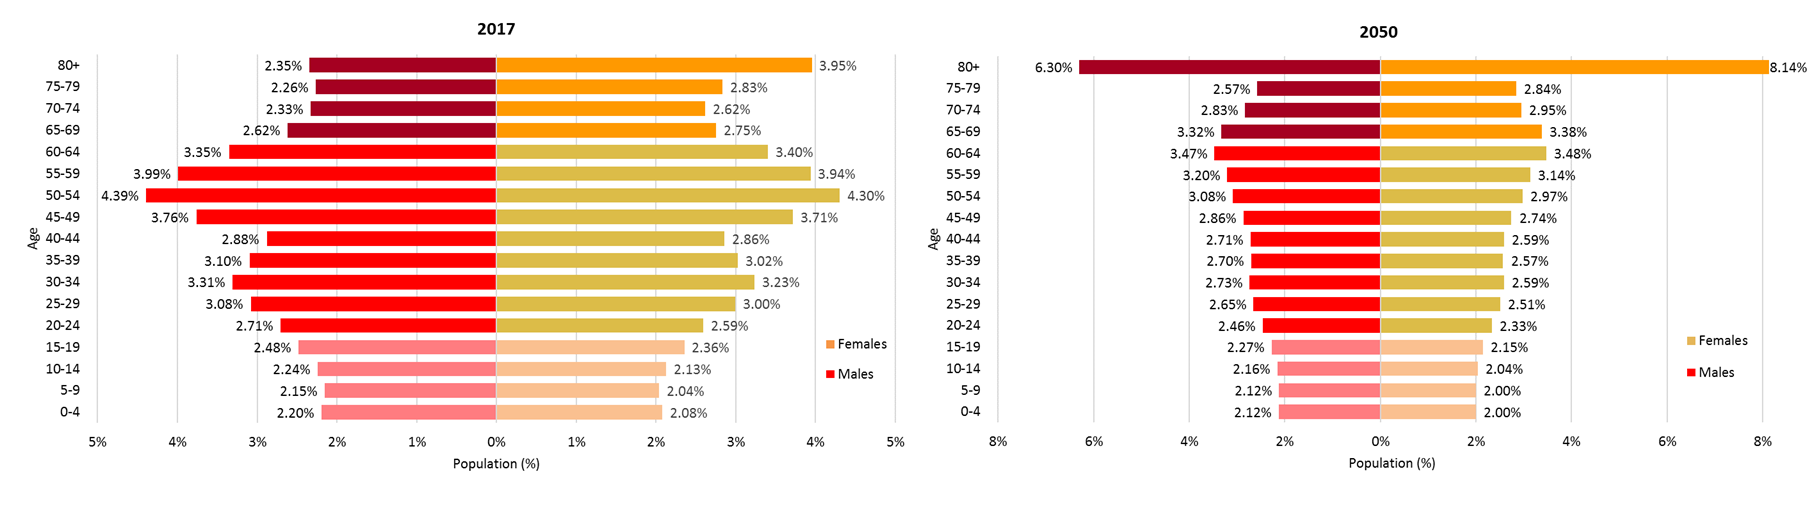 2017
80+ 2.35% 3.95%
75-79 2.26% 2.83%
70-74 2.33% 2.62%
65-69 2.62% 2.75%
60-64 3.35% 3.40%
55-59 3.99% 3.94%
50-54 4.39% 4.30%
45-49 3.76% 3.71%
40-44 2.88% 2.86%
35-39 3.10% 3.02%
30-34 3.31% 3.23%
25-29 3.08% 3.00%
20-24 2.71% 2.59%
15-19 2.48% 2.36%
10-14 2.24% 2.13%
5-9 2.15% 2.04%
0-4 2.20% 2.08%
Age
Females
Males
5% 4% 3% 2% 1% 0% 1% 2% 3% 4% 5%
Population (%)
2050
80+ 6.30% 8.14%
75-79 2.57% 2.84%
70-74 2.83% 2.95%
65-69 3.32% 3.38%
60-64 3.47% 3.48%
55-59 3.20% 3.14%
50-54 3.08% 2.97%
45-49 2.86% 2.74%
40-44 2.71% 2.59%
35-39 2.70% 2.57%
30-34 2.73% 2.59%
25-29 2.65% 2.51%
20-24 2.46% 2.33%
15-19 2.27% 2.15%
10-14 2.16% 2.04%
5-9 2.12% 2.00%
0-4 2.12% 2.00%
Age
Females
Males
8% 6% 4% 2% 0% 2% 4% 6% 8%
Population (%)